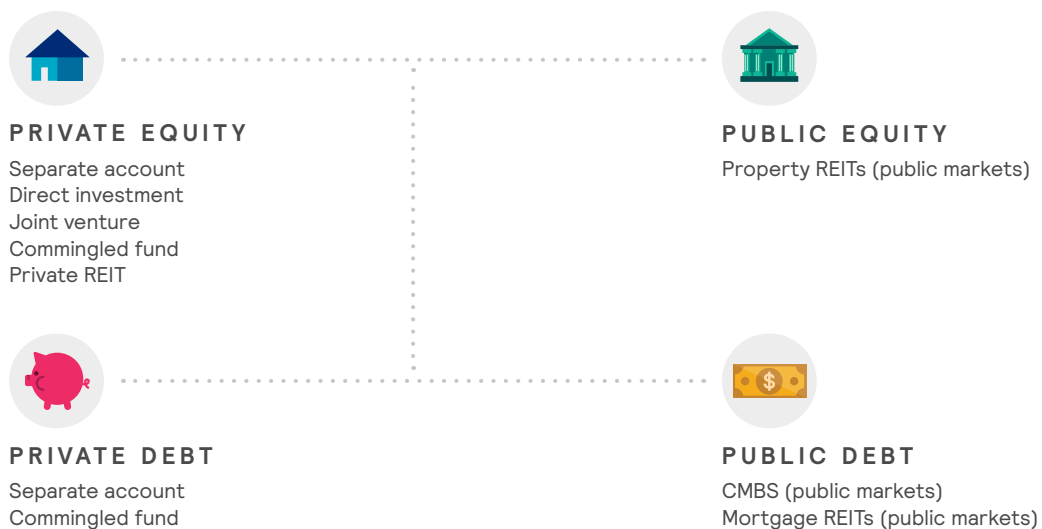 PRIVATE EQUITY
Separate account
Direct investment
Joint venture
Commingled fund
Private REIT
PUBLIC EQUITY
Property REITs (public markets)
PRIVATE DEBT
Separate account
Commingled fund
$
PUBLIC DEBT
CMBS (public markets)
Mortgage REITs (public markets)